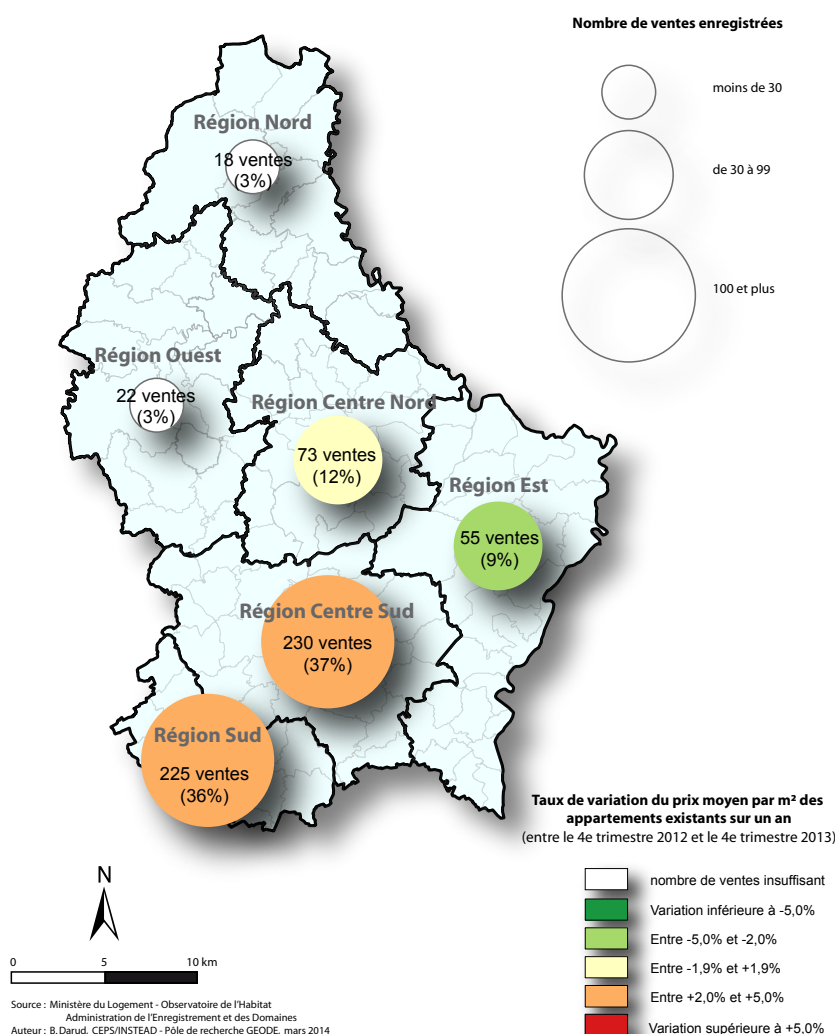 Nombre de ventes enregistrées
moins de 30
de 30 à 99
100 et plus
Région Nord
18 ventes
(3%)
Région Ouest
22 ventes
(3%)
Région Centre Nord
73 ventes
(12%)
Région Est
55 ventes
(9%)
Région Centre Sud
230 ventes
(37%)
Région Sud
225 ventes
(36%)
Taux de variation du prix moyen par m² des
appartements existants sur un an
(entre le 4e trimestre 2012 et le 4e trimestre 2013)
nombre de ventes insuffisant
Variation inférieure à -5,0%
Entre -5,0% et -2,0%
Entre -1,9% et +1,9%
Entre +2,0% et +5,0%
Variation supérieure à +5,0%
N
0 5 10 km
Source : Ministère du Logement - Observatoire de l'Habitat
Administration de l'Enregistrement et des Domaines
Auteur : B.Darud, CEPS/INSTEAD - Pôle de recherche GEODE, mars 2014